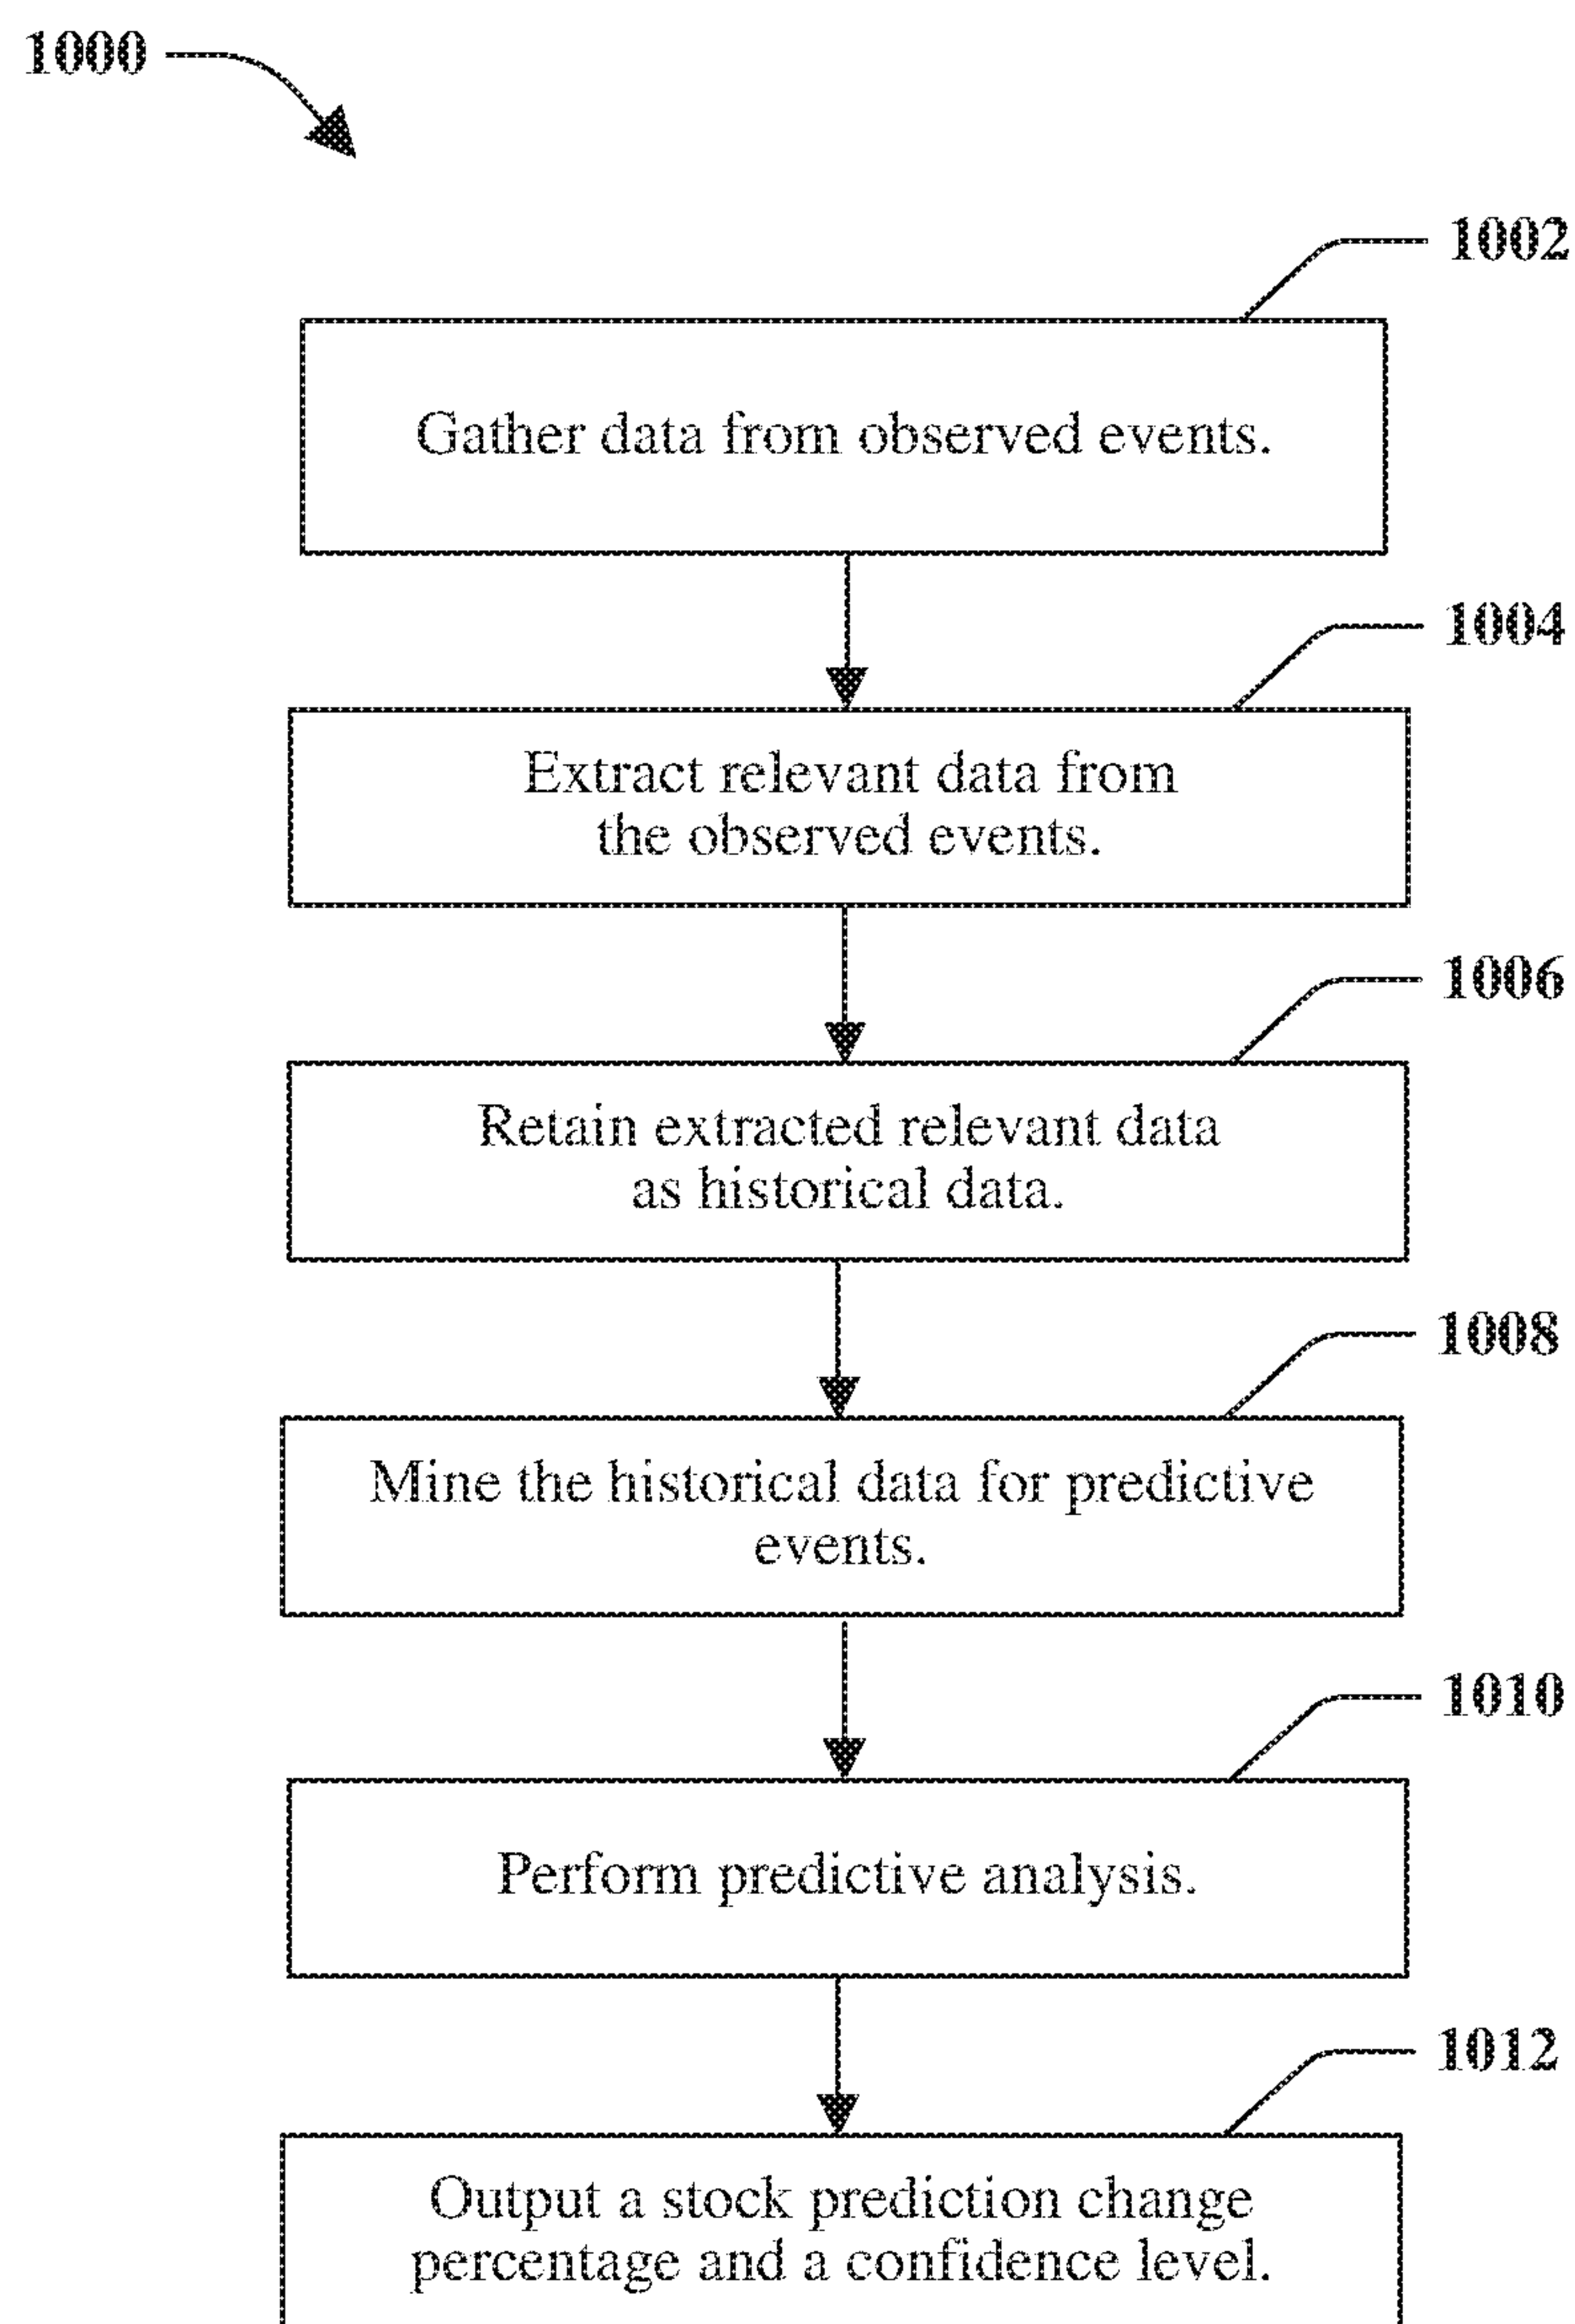 1000
1002
Gather data from observed events.
1004
Extract relevant data from
the observed events.
1006
Retain extracted relevant data
as historical data.
1008
Mine the historical data for predictive
events.
1010
Perform predictive analysis.
1012
Output a stock prediction change
percentage and a confidence level.